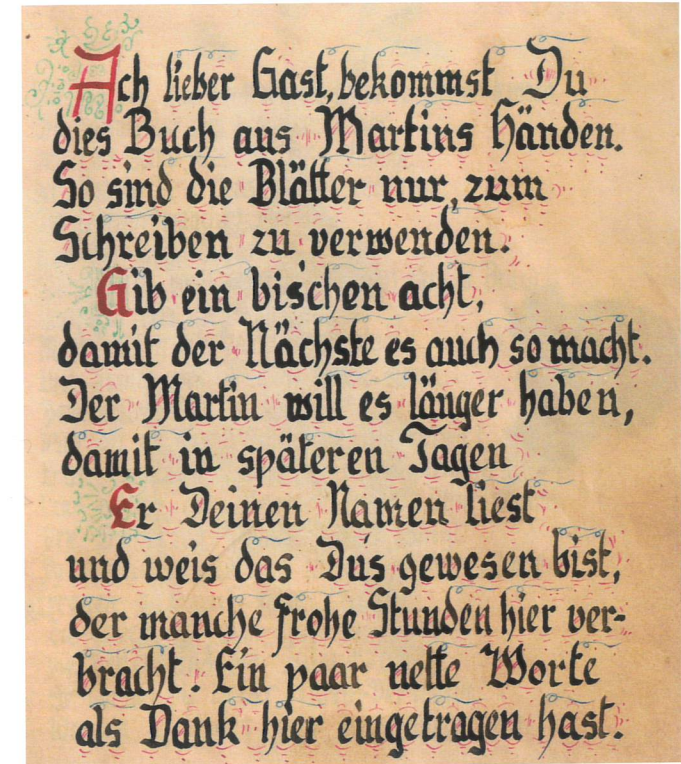 Ach lieber Gast, bekommst Du
dies Buch aus Martins Händen.
So sind die Blätter nur, zum
Schreiben zu verwenden.
Gib ein bischen acht,
damit der Nächste es auch so macht.
Der Martin will es länger haben,
damit in späteren Tagen
Er Deinen Namen liest
und weis das Dus gewesen bist,
der manche frohe Stunden hier ver-
bracht. Ein paar nette Worte
als Dank hier eingetragen hast.